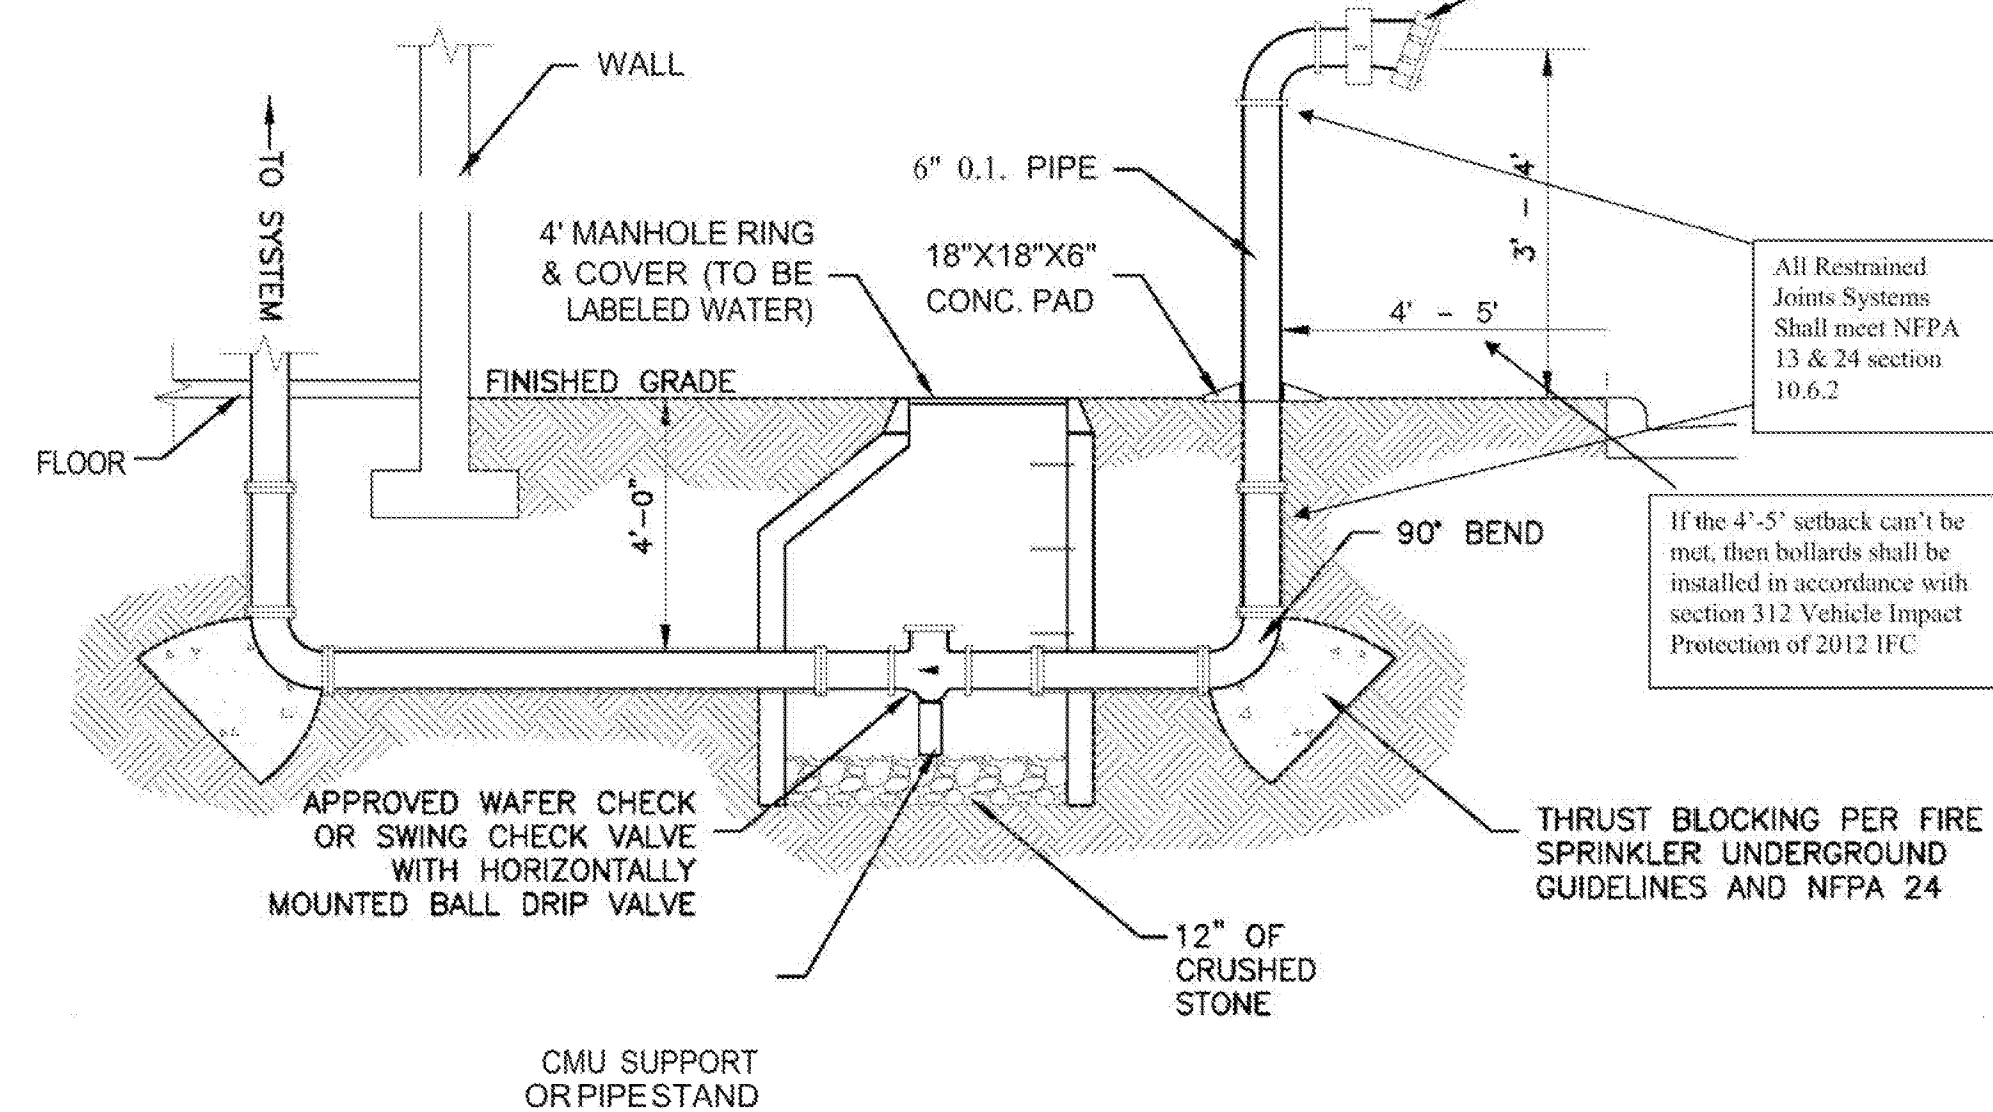 WALL
TO SYSTEM
6" 0.1. PIPE
4' MANHOLE RING
& COVER (TO BE
LABELED WATER)
18"X18"X6"
CONC. PAD
3' - 4'
4' - 5'
All Restrained
Joints Systems
Shall meet NFPA
13 & 24 section
10.6.2
FINISHED GRADE
FLOOR
4'-0"
90° BEND
If the 4'-5' setback can't be
met, then bollards shall be
installed in accordance with
section 312 Vehicle Impact
Protection of 2012 IFC
APPROVED WAFER CHECK
OR SWING CHECK VALVE
WITH HORIZONTALLY
MOUNTED BALL DRIP VALVE
THRUST BLOCKING PER FIRE
SPRINKLER UNDERGROUND
GUIDELINES AND NFPA 24
12" OF
CRUSHED
STONE
CMU SUPPORT
OR PIPE STAND